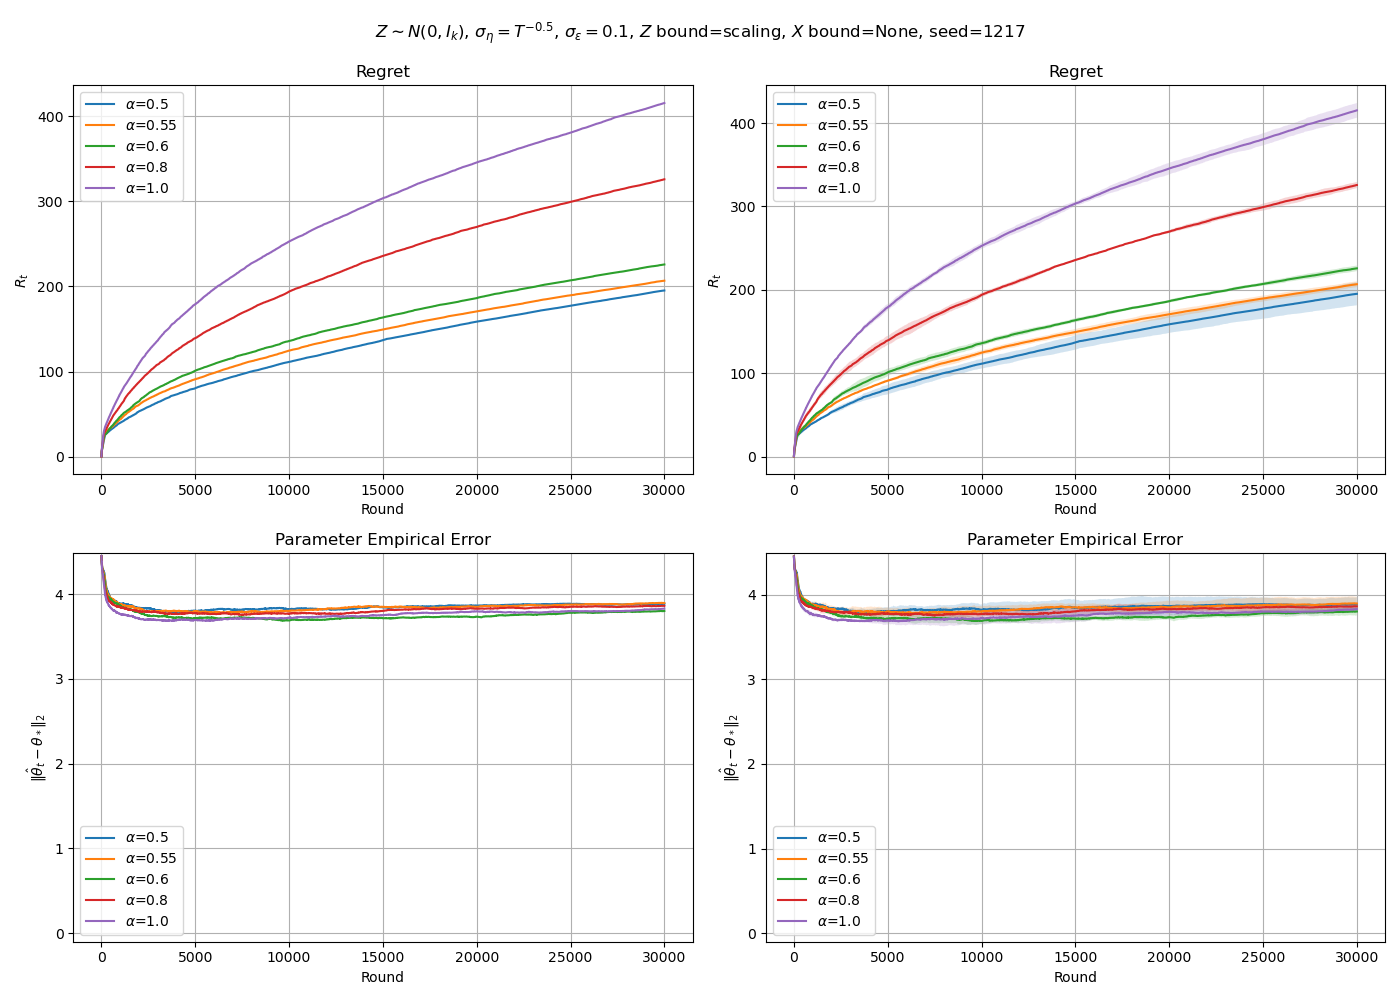 Z ∼ N(0, I_k), σ_η = T^{−0.5}, σ_ε = 0.1, Z bound=scaling, X bound=None, seed=1217
Regret
R_t
400
300
200
100
0
α=0.5
α=0.55
α=0.6
α=0.8
α=1.0
0 5000 10000 15000 20000 25000 30000
Round
Regret
R_t
400
300
200
100
0
α=0.5
α=0.55
α=0.6
α=0.8
α=1.0
0 5000 10000 15000 20000 25000 30000
Round
Parameter Empirical Error
‖θ̂_t − θ_*‖_2
4
3
2
1
0
α=0.5
α=0.55
α=0.6
α=0.8
α=1.0
0 5000 10000 15000 20000 25000 30000
Round
Parameter Empirical Error
‖θ̂_t − θ_*‖_2
4
3
2
1
0
α=0.5
α=0.55
α=0.6
α=0.8
α=1.0
0 5000 10000 15000 20000 25000 30000
Round